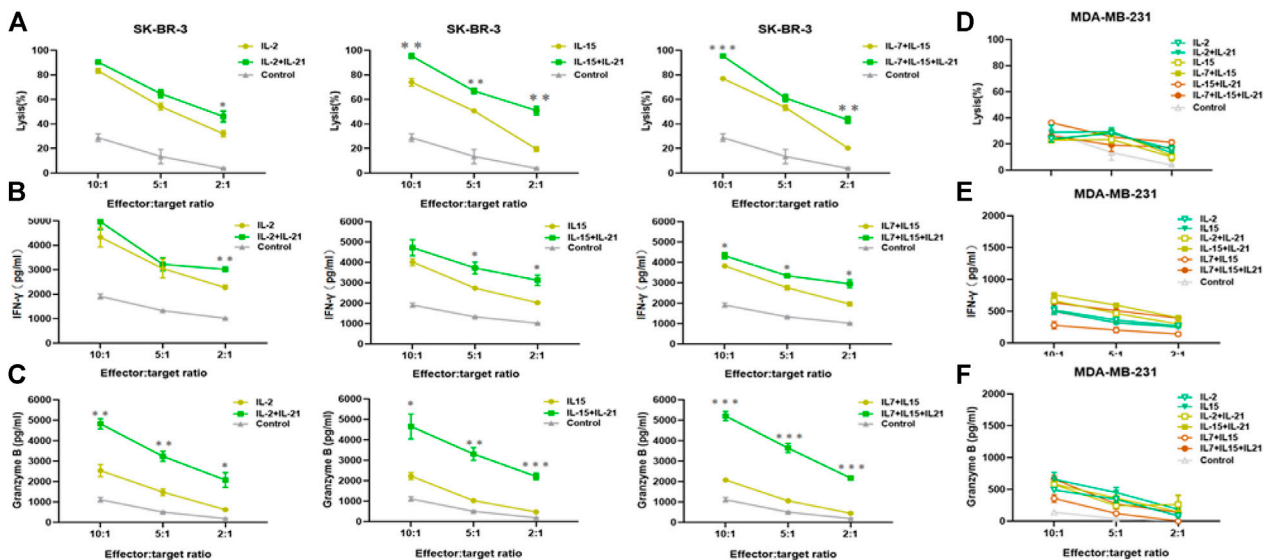 A
SK-BR-3
Lysis(%)
100
80
60
40
20
0
10:1 5:1 2:1
Effector:target ratio
*
IL-2
IL-2+IL-21
Control
SK-BR-3
Lysis(%)
100
80
60
40
20
0
10:1 5:1 2:1
Effector:target ratio
**
**
**
IL-15
IL-15+IL-21
Control
SK-BR-3
Lysis(%)
100
80
60
40
20
0
10:1 5:1 2:1
Effector:target ratio
***
**
IL-7+IL-15
IL-7+IL-15+IL-21
Control
D
MDA-MB-231
Lysis(%)
100
80
60
40
20
0
IL-2
IL-2+IL-21
IL-15
IL-7+IL-15
IL-15+IL-21
IL-7+IL-15+IL-21
Control
B
IFN-γ ( pg/ml)
5000
4000
3000
2000
1000
0
10:1 5:1 2:1
Effector:target ratio
**
IL-2
IL-2+IL-21
Control
IFN-γ ( pg/ml)
6000
5000
4000
3000
2000
1000
0
10:1 5:1 2:1
Effector:target ratio
*
*
IL15
IL-15+IL-21
Control
IFN-γ ( pg/ml)
6000
5000
4000
3000
2000
1000
0
10:1 5:1 2:1
Effector:target ratio
*
*
*
IL7+IL15
IL7+IL15+IL21
Control
E
MDA-MB-231
IFN-γ ( pg/ml)
2000
1500
1000
500
0
10:1 5:1 2:1
IL-2
IL15
IL-2+IL-21
IL-15+IL-21
IL7+IL15
IL7+IL15+IL21
Control
C
Granzyme B (pg/ml)
6000
5000
4000
3000
2000
1000
0
10:1 5:1 2:1
Effector:target ratio
**
**
*
IL-2
IL-2+IL-21
Control
Granzyme B (pg/ml)
6000
5000
4000
3000
2000
1000
0
10:1 5:1 2:1
Effector:target ratio
*
**
***
IL15
IL-15+IL-21
Control
Granzyme B (pg/ml)
6000
5000
4000
3000
2000
1000
0
10:1 5:1 2:1
Effector:target ratio
***
***
***
IL7+IL15
IL7+IL15+IL21
Control
F
MDA-MB-231
Granzyme B (pg/ml)
2000
1500
1000
500
0
10:1 5:1 2:1
Effector:target ratio
IL-2
IL15
IL-2+IL-21
IL-15+IL-21
IL7+IL15
IL7+IL15+IL21
Control